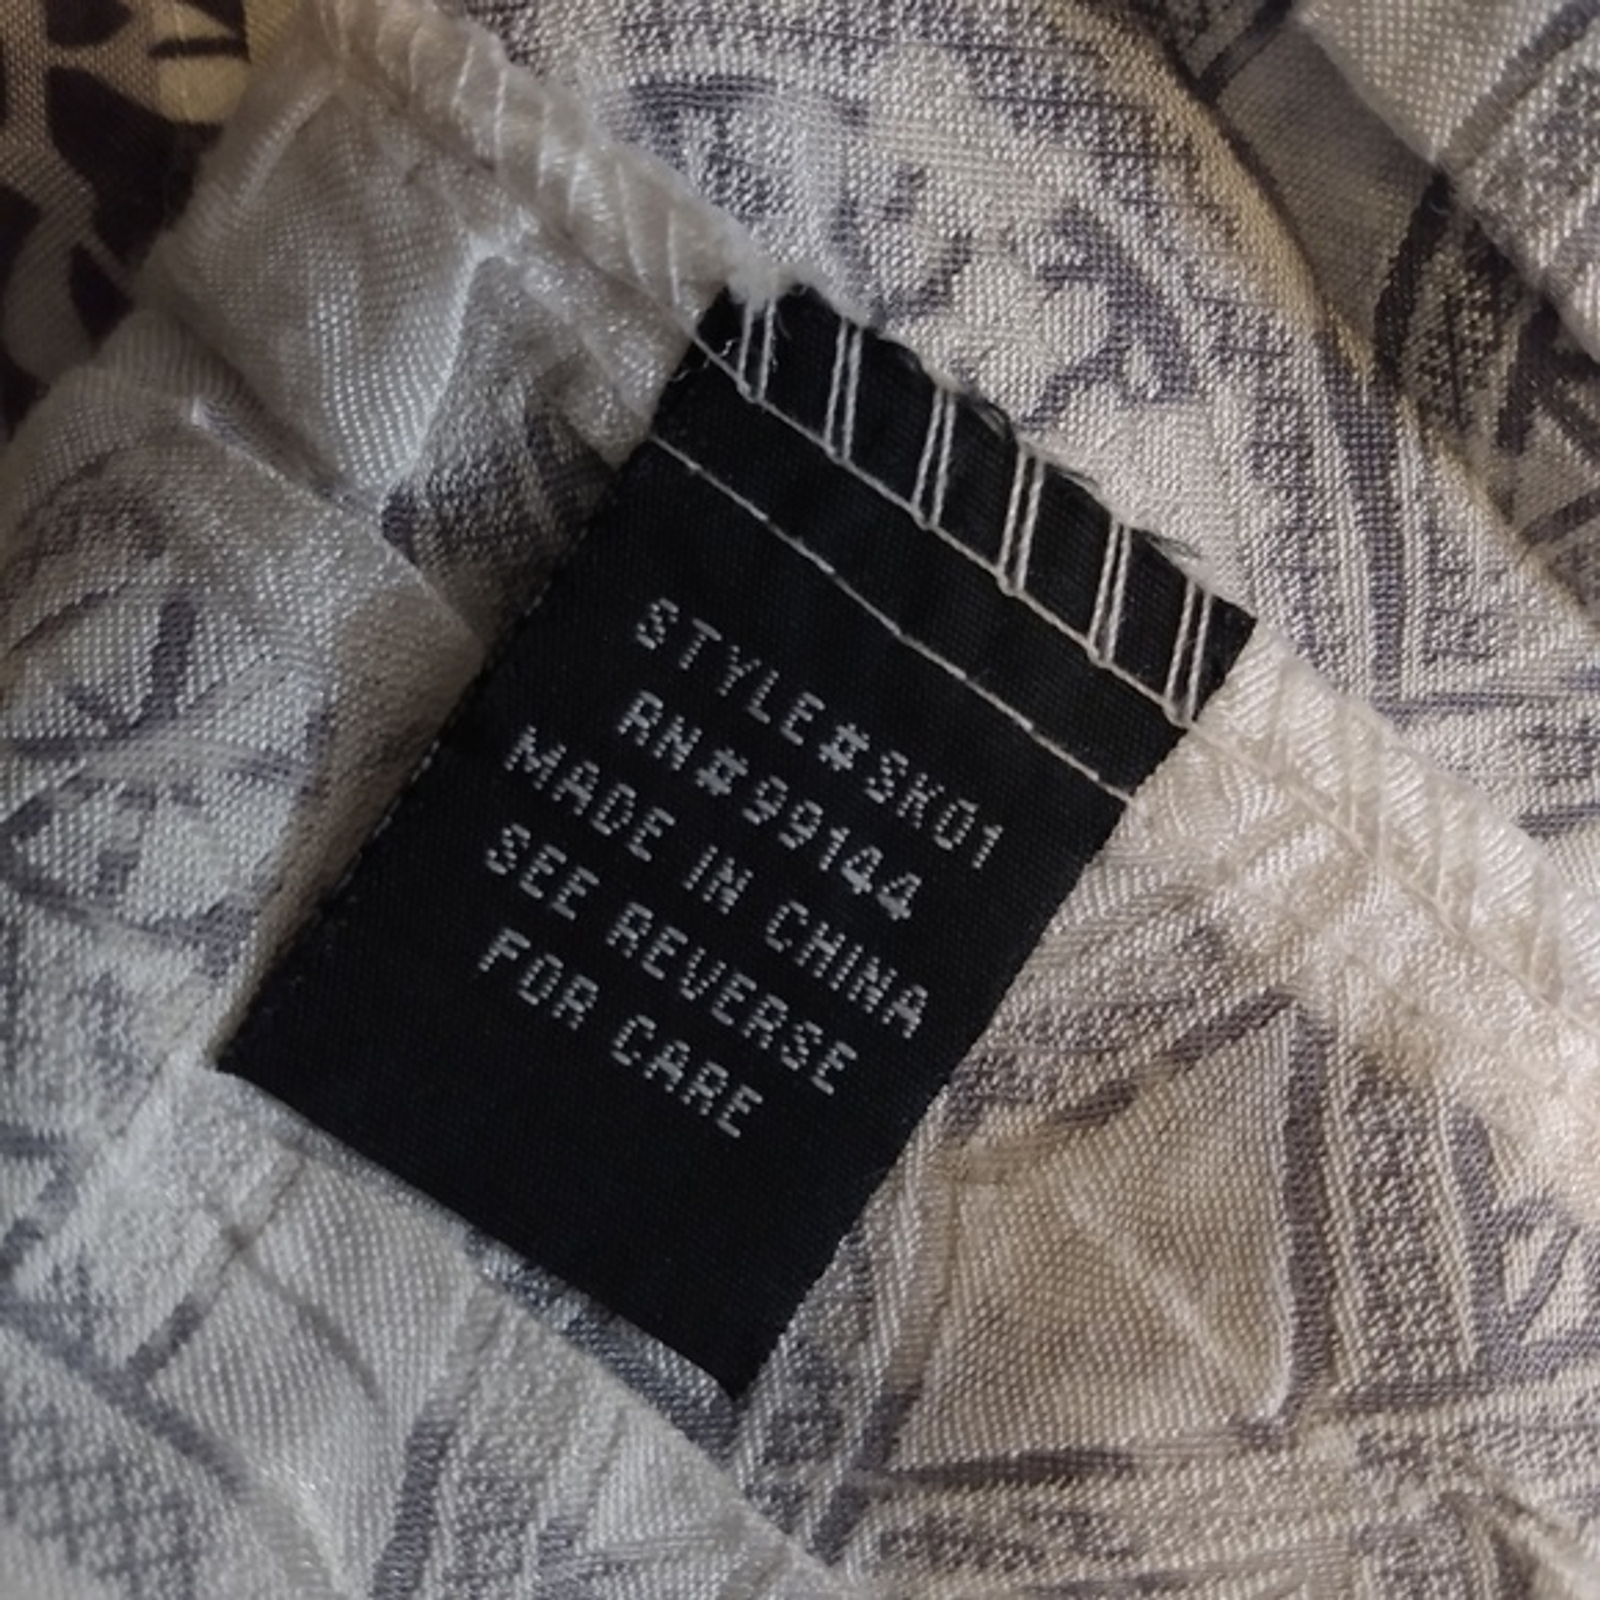 STYLE#SK01
RN#99144
MADE IN CHINA
SEE REVERSE
FOR CARE